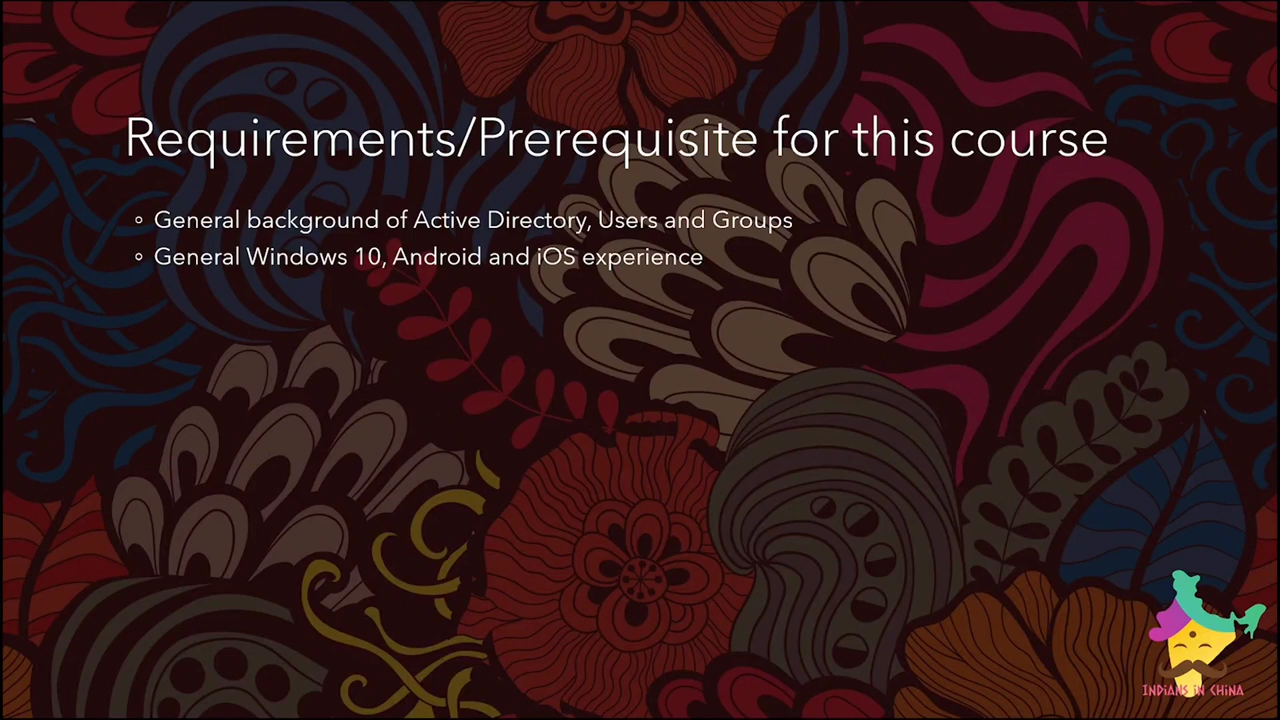 Requirements/Prerequisite for this course
◦ General background of Active Directory, Users and Groups
◦ General Windows 10, Android and iOS experience
INDIANS IN CHINA